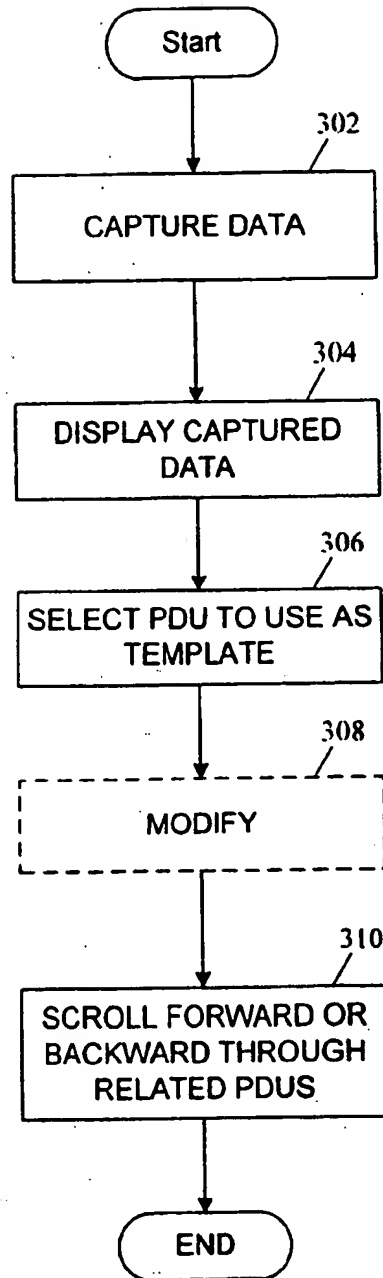 Start
302
CAPTURE DATA
304
DISPLAY CAPTURED
DATA
306
SELECT PDU TO USE AS
TEMPLATE
308
MODIFY
310
SCROLL FORWARD OR
BACKWARD THROUGH
RELATED PDUS
END